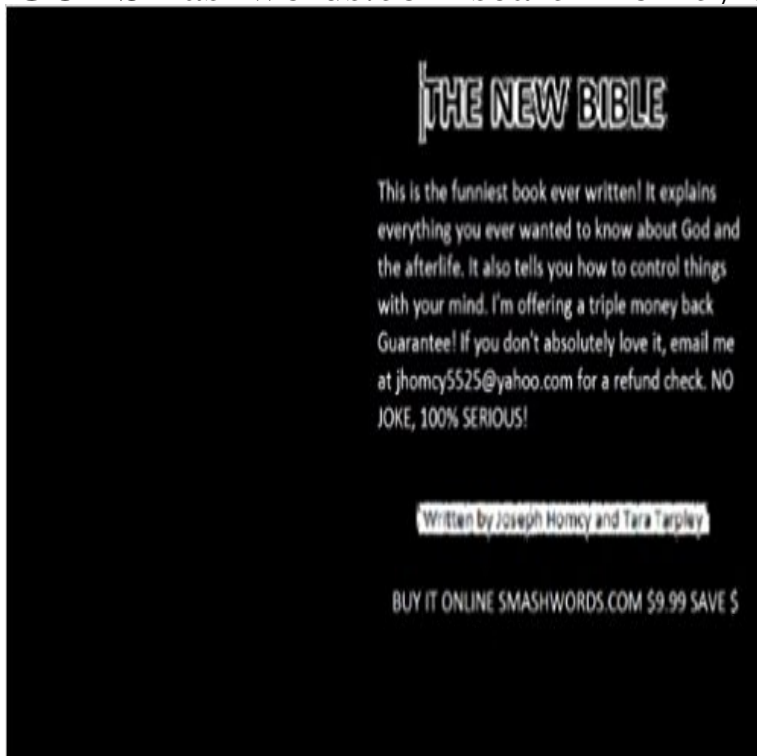 THE NEW BIBLE
This is the funniest book ever written! It explains
everything you ever wanted to know about God and
the afterlife. It also tells you how to control things
with your mind. I'm offering a triple money back
Guarantee! If you don't absolutely love it, email me
at jhomcy5525@yahoo.com for a refund check. NO
JOKE, 100% SERIOUS!
Written by Joseph Homcy and Tara Tarpley
BUY IT ONLINE SMASHWORDS.COM $9.99 SAVE $